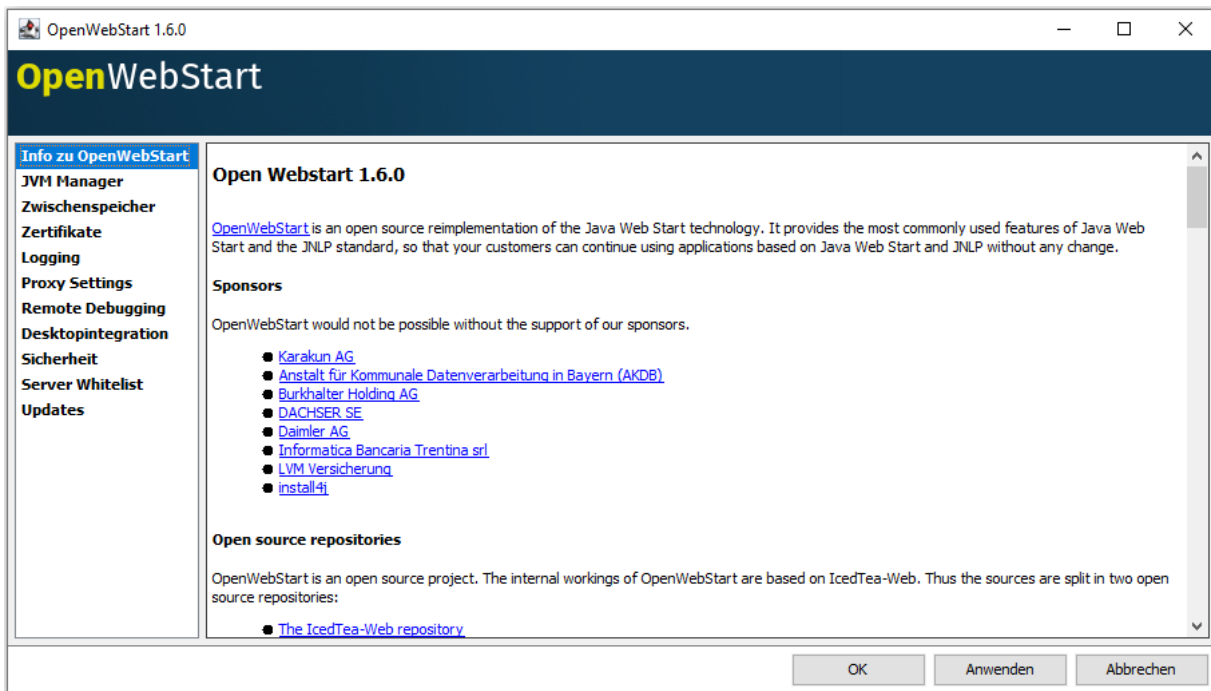 OpenWebStart 1.6.0
OpenWebStart
Info zu OpenWebStart
JVM Manager
Zwischenspeicher
Zertifikate
Logging
Proxy Settings
Remote Debugging
Desktopintegration
Sicherheit
Server Whitelist
Updates
Open Webstart 1.6.0
OpenWebStart is an open source reimplementation of the Java Web Start technology. It provides the most commonly used features of Java Web
Start and the JNLP standard, so that your customers can continue using applications based on Java Web Start and JNLP without any change.
Sponsors
OpenWebStart would not be possible without the support of our sponsors.
Karakun AG
Anstalt für Kommunale Datenverarbeitung in Bayern (AKDB)
Burkhalter Holding AG
DACHSER SE
Daimler AG
Informatica Bancaria Trentina srl
LVM Versicherung
install4j
Open source repositories
OpenWebStart is an open source project. The internal workings of OpenWebStart are based on IcedTea-Web. Thus the sources are split in two open
source repositories:
The IcedTea-Web repository
OK
Anwenden
Abbrechen